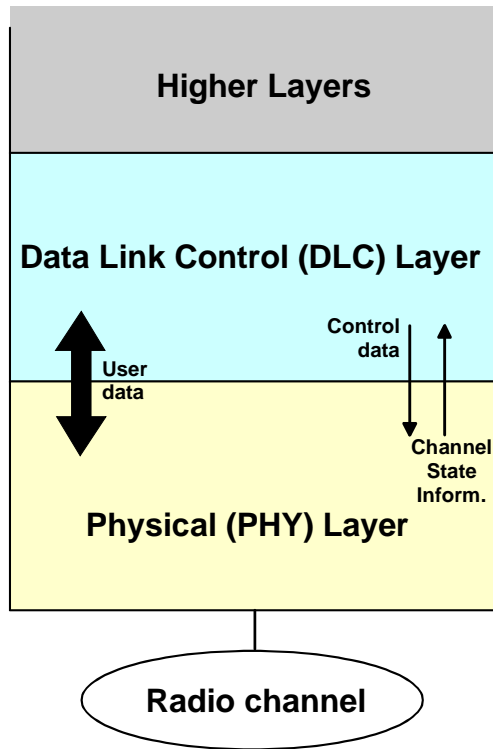 Higher Layers
Data Link Control (DLC) Layer
Control
data
User
data
Channel
State
Inform.
Physical (PHY) Layer
Radio channel